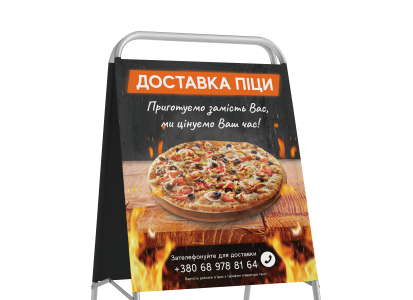 ДОСТАВКА ПІЦИ
Приготуємо замість Вас,
ми цінуємо Ваш час!
Зателефонуйте для доставки
+380 68 978 81 64